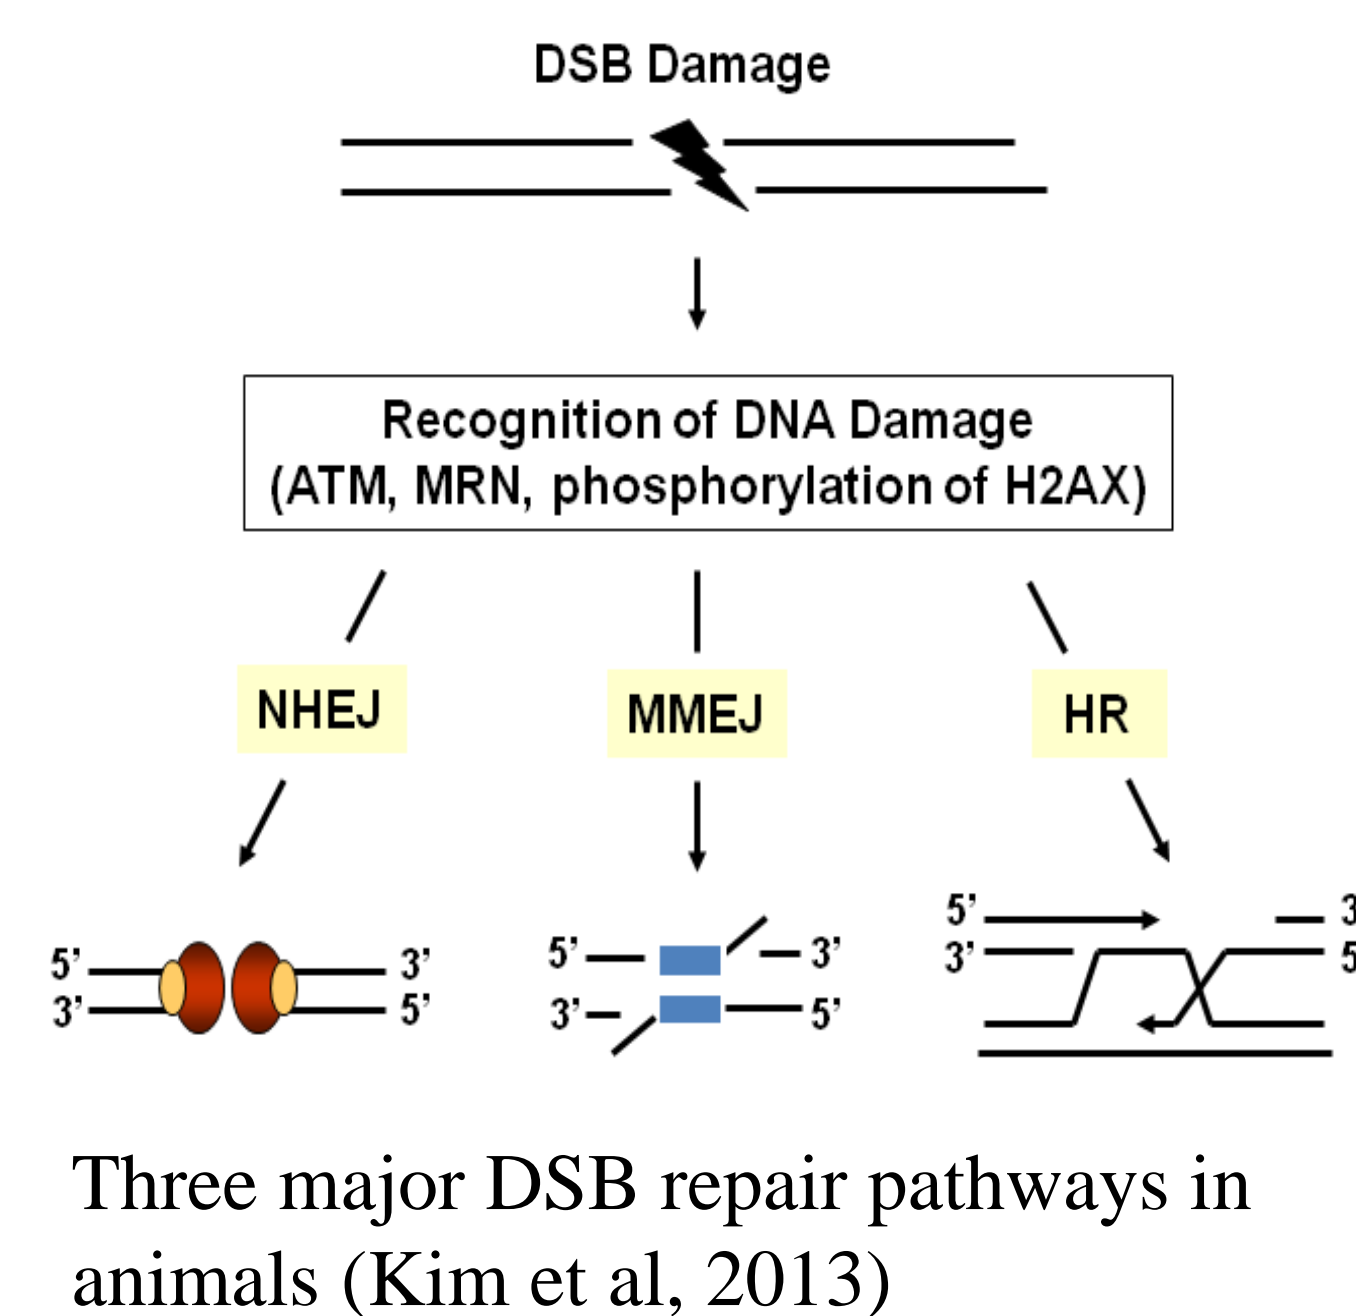 DSB Damage
Recognition of DNA Damage
(ATM, MRN, phosphorylation of H2AX)
NHEJ
MMEJ
HR
5’ 3’
3’ 5’
5’ 3’
3’ 5’
5’ 3
3’ 5
Three major DSB repair pathways in
animals (Kim et al, 2013)